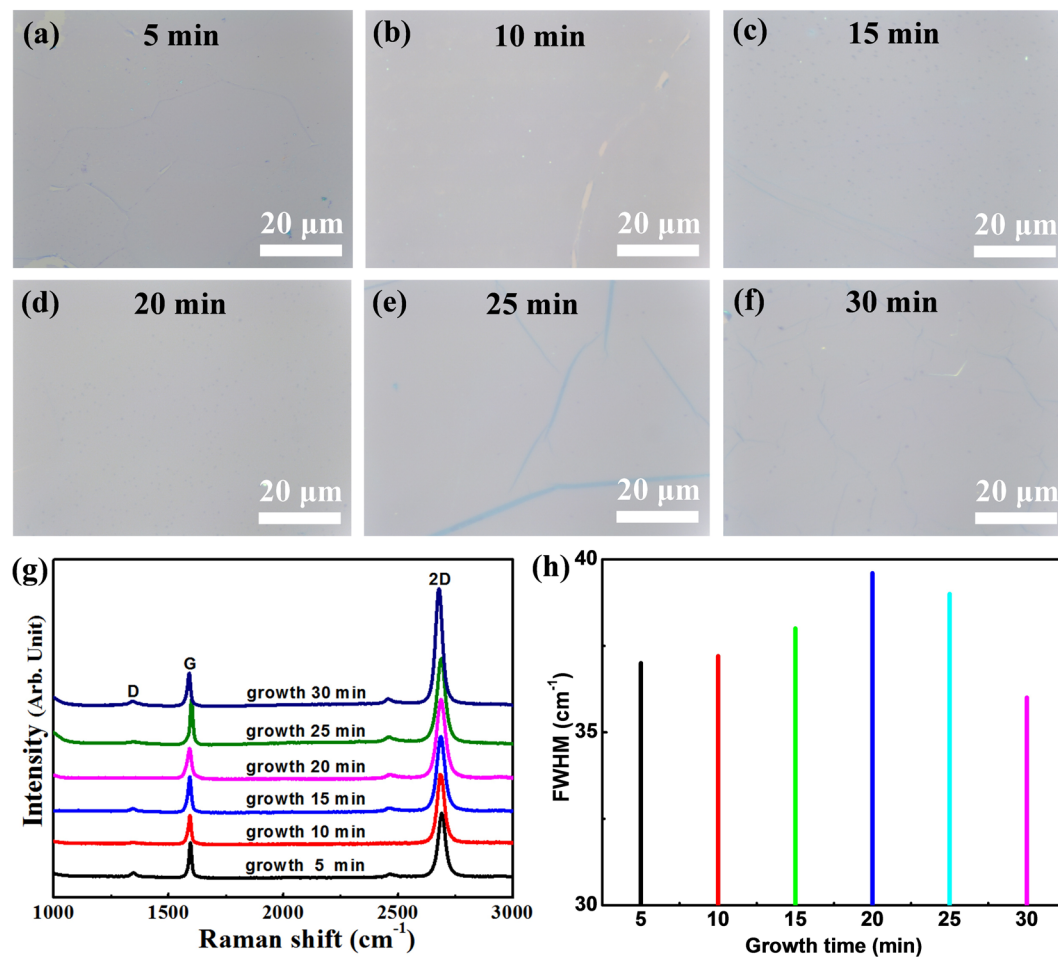 (a) 5 min
20 µm
(b) 10 min
20 µm
(c) 15 min
20 µm
(d) 20 min
20 µm
(e) 25 min
20 µm
(f) 30 min
20 µm
(g)
Intensity (Arb. Unit)
D
G
2D
growth 30 min
growth 25 min
growth 20 min
growth 15 min
growth 10 min
growth 5 min
1000 1500 2000 2500 3000
Raman shift (cm-1)
(h)
FWHM (cm-1)
40
35
30
5 10 15 20 25 30
Growth time (min)